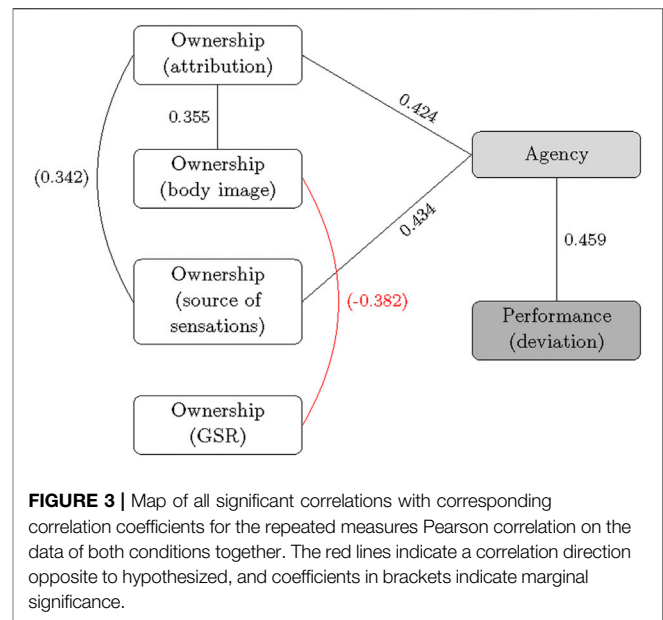 Ownership
(attribution)
0.424
0.355
Agency
(0.342)
Ownership
(body image)
0.434
0.459
Ownership
(source of
sensations)
(-0.382)
Performance
(deviation)
Ownership
(GSR)
FIGURE 3 | Map of all significant correlations with corresponding
correlation coefficients for the repeated measures Pearson correlation on the
data of both conditions together. The red lines indicate a correlation direction
opposite to hypothesized, and coefficients in brackets indicate marginal
significance.